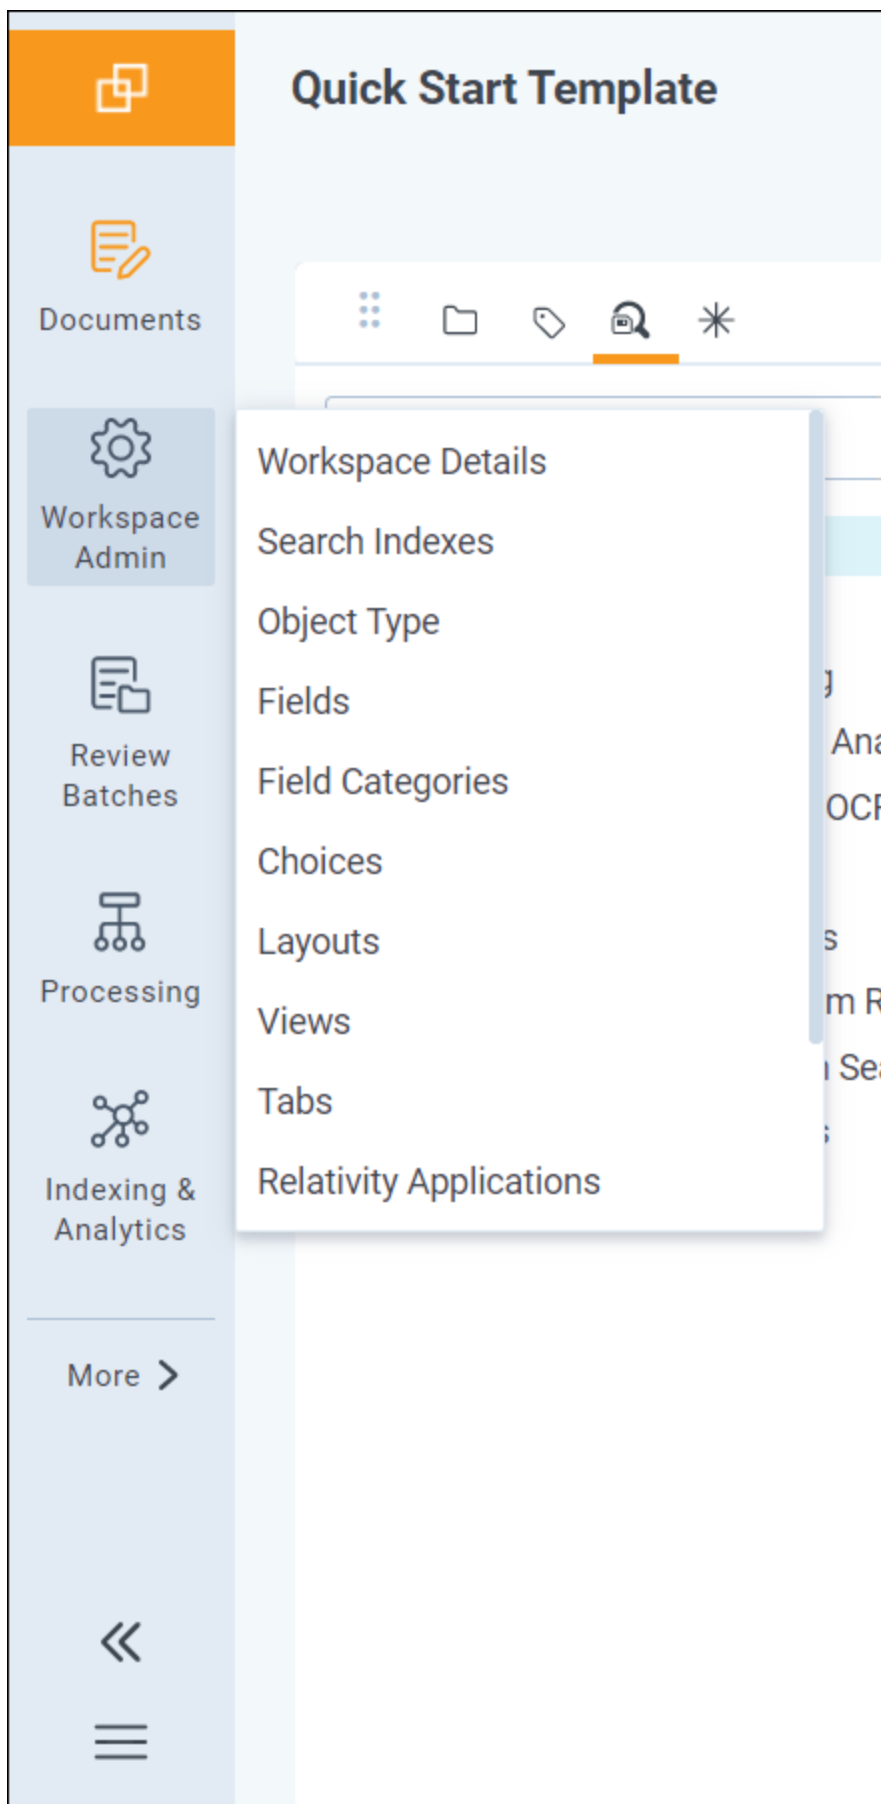 Quick Start Template
Documents
Workspace
Admin
Review
Batches
Processing
Indexing &
Analytics
More
Workspace Details
Search Indexes
Object Type
Fields
Field Categories
Choices
Layouts
Views
Tabs
Relativity Applications